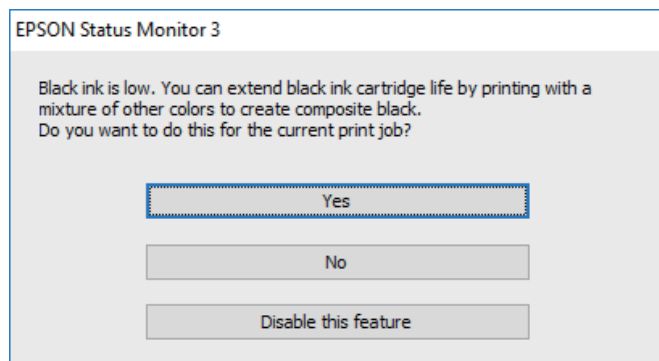 EPSON Status Monitor 3
Black ink is low. You can extend black ink cartridge life by printing with a
mixture of other colors to create composite black.
Do you want to do this for the current print job?
Yes
No
Disable this feature